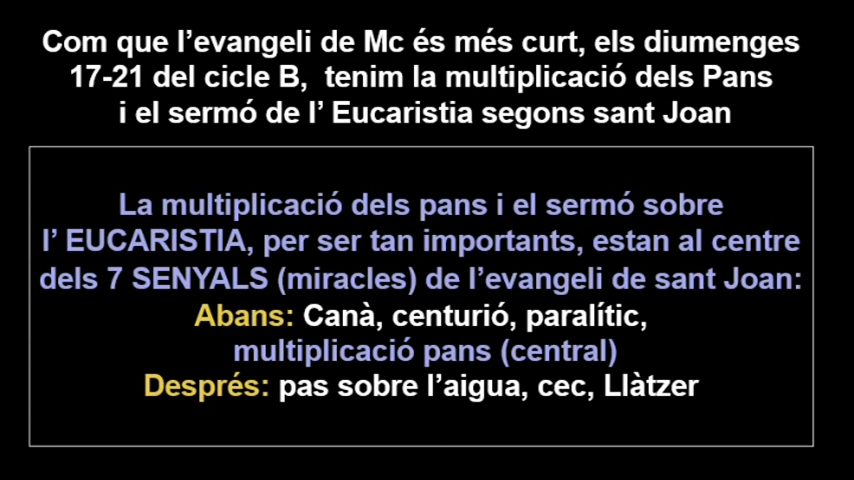 Com que l’evangeli de Mc és més curt, els diumenges
17-21 del cicle B, tenim la multiplicació dels Pans
i el sermó de l’ Eucaristia segons sant Joan
La multiplicació dels pans i el sermó sobre
l’ EUCARISTIA, per ser tan importants, estan al centre
dels 7 SENYALS (miracles) de l’evangeli de sant Joan:
Abans: Canà, centurió, paralític,
multiplicació pans (central)
Després: pas sobre l’aigua, cec, Llàtzer